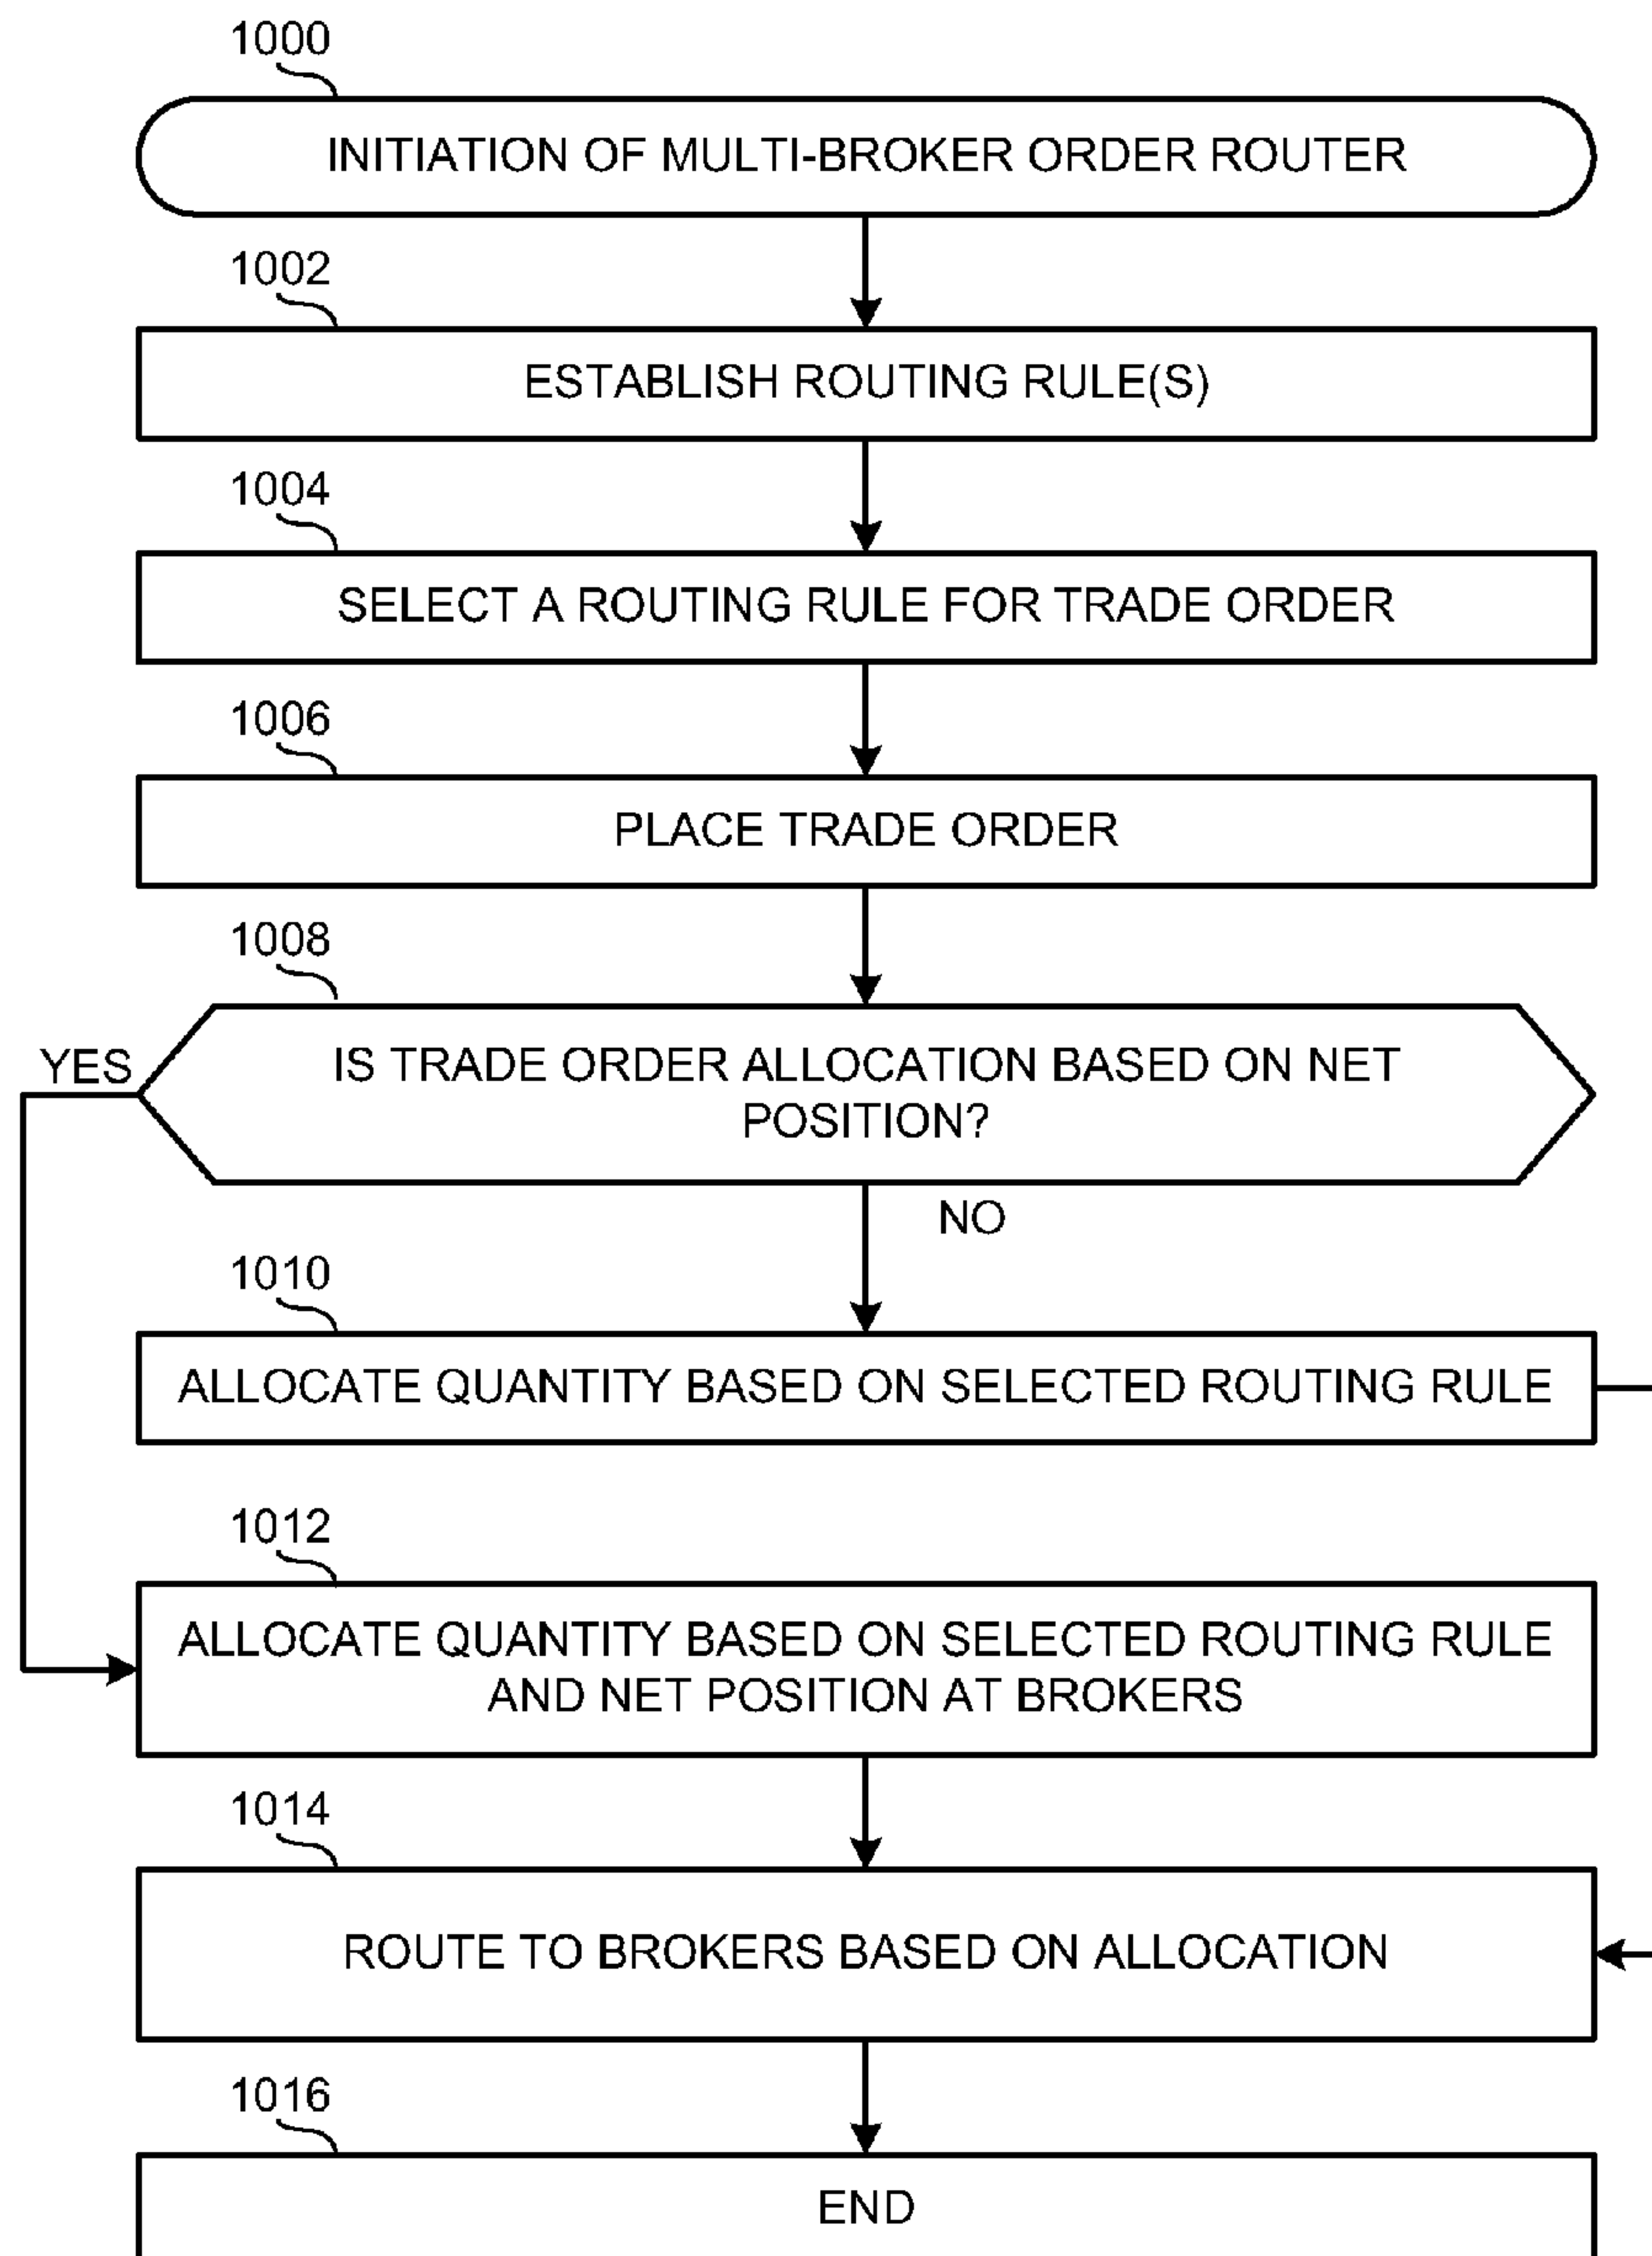 1000
INITIATION OF MULTI-BROKER ORDER ROUTER
1002
ESTABLISH ROUTING RULE(S)
1004
SELECT A ROUTING RULE FOR TRADE ORDER
1006
PLACE TRADE ORDER
1008
YES
IS TRADE ORDER ALLOCATION BASED ON NET
POSITION?
NO
1010
ALLOCATE QUANTITY BASED ON SELECTED ROUTING RULE
1012
ALLOCATE QUANTITY BASED ON SELECTED ROUTING RULE
AND NET POSITION AT BROKERS
1014
ROUTE TO BROKERS BASED ON ALLOCATION
1016
END